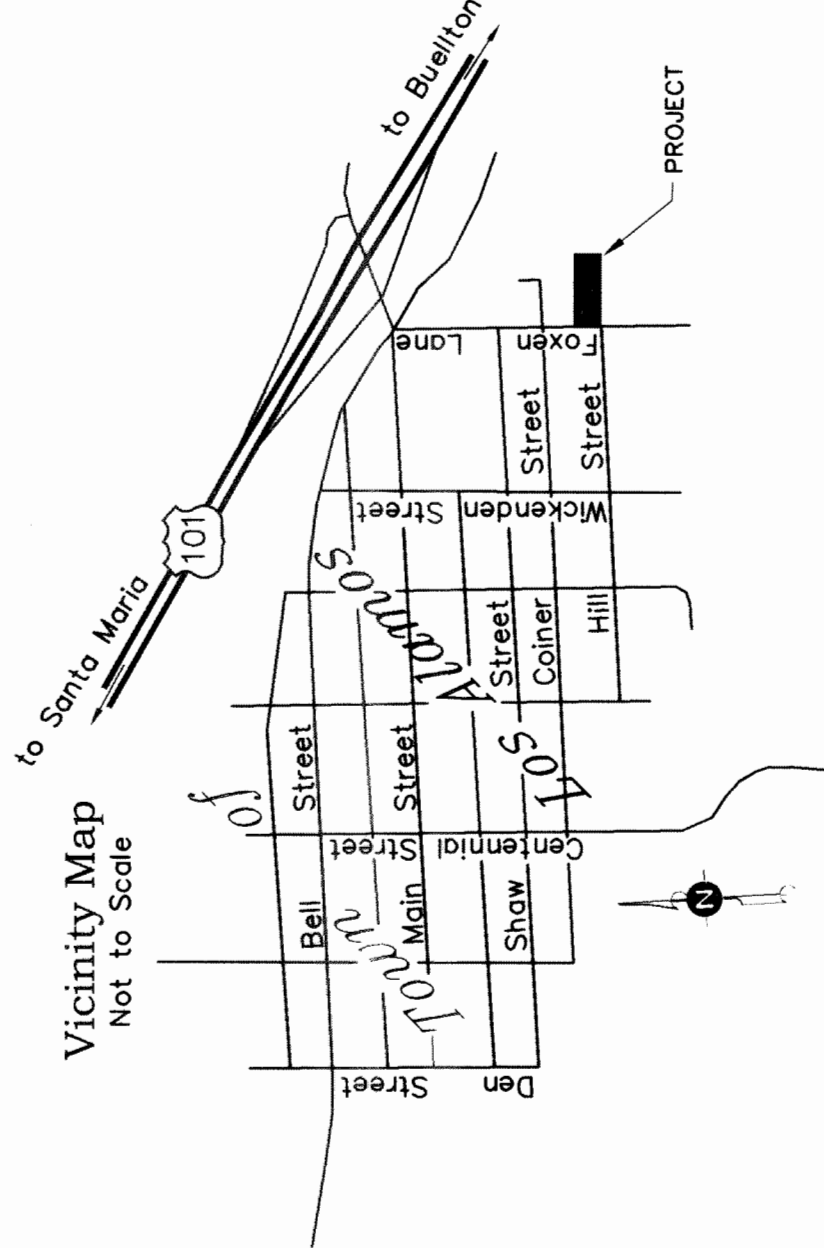 Vicinity Map
Not to Scale
to Santa Maria
101
to Buellton
Town of Los Alamos
Bell Street
Main Street
Shaw Street
Coiner Street
Hill Street
Den Street
Centennial Street
Wickenden Street
Foxen Lane
PROJECT
N